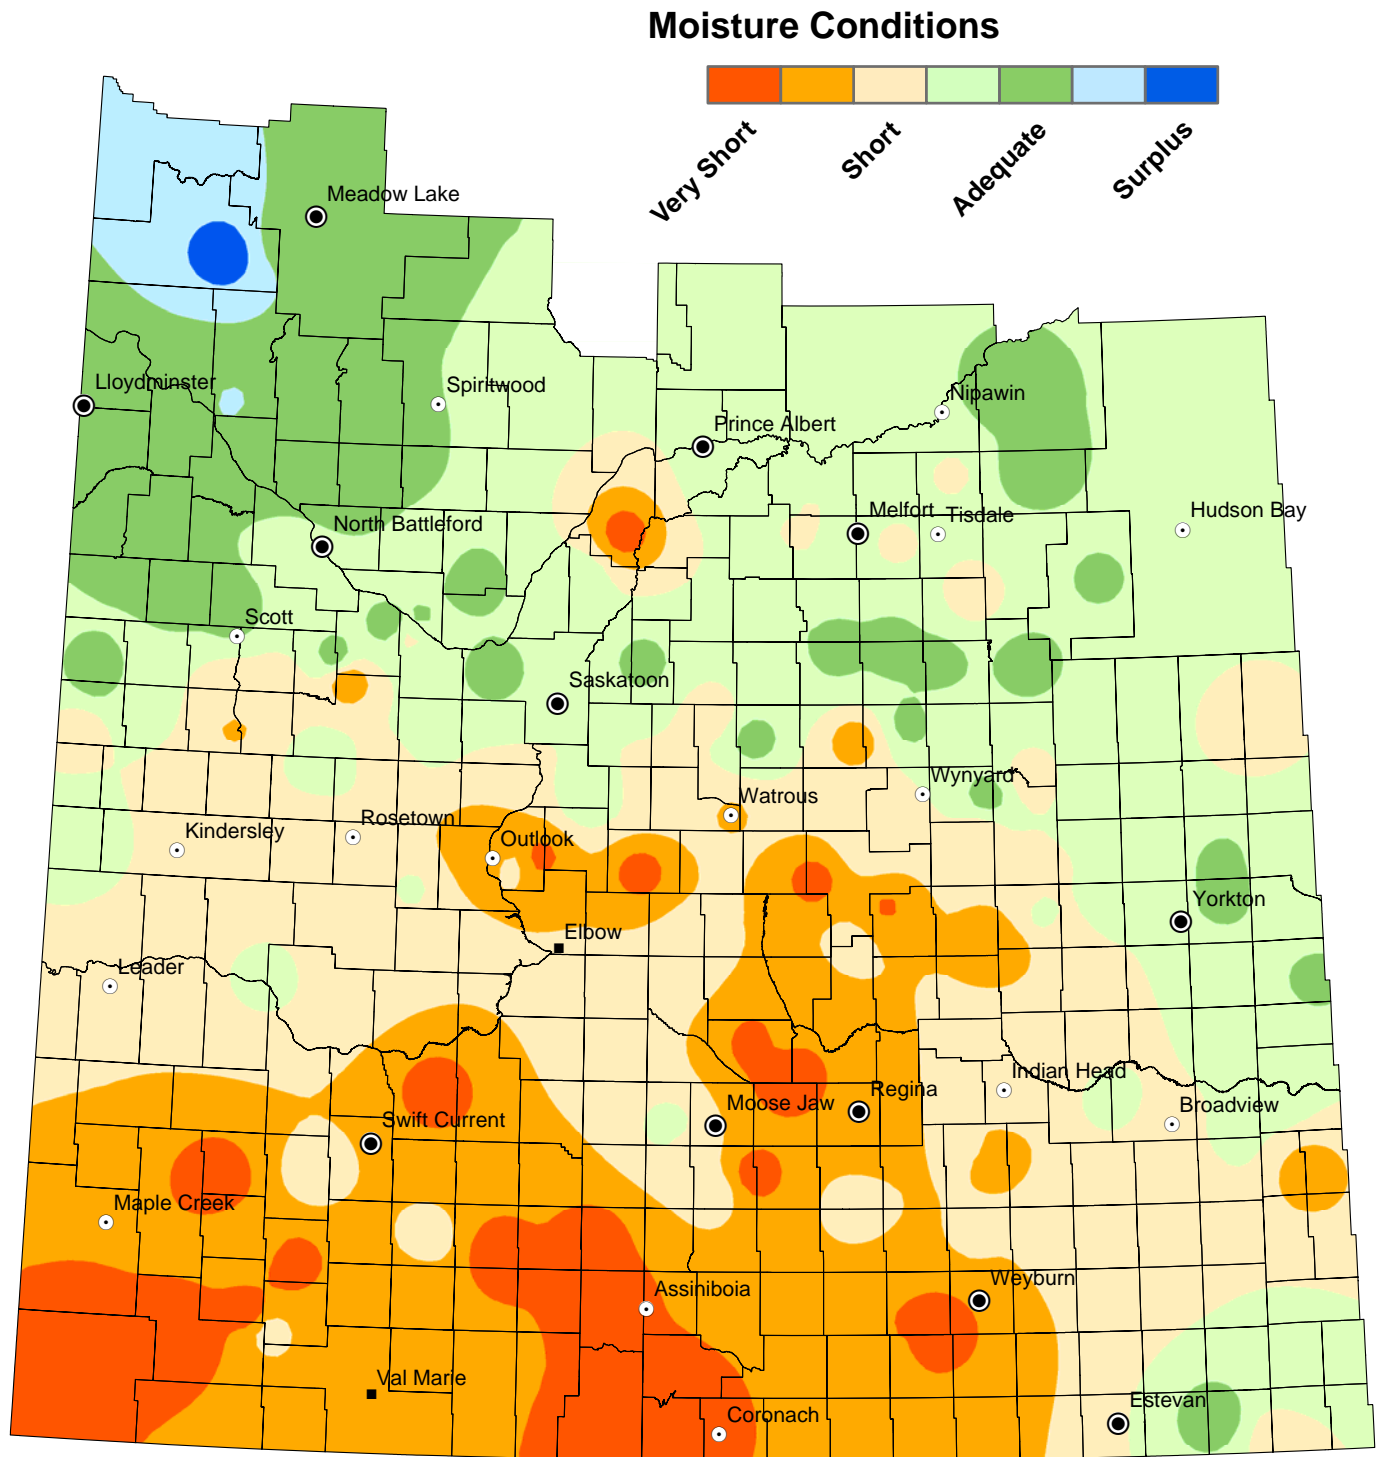 Moisture Conditions
Very Short
Short
Adequate
Surplus
Meadow Lake
Lloydminster
Spiritwood
Nipawin
Prince Albert
North Battleford
Melfort
Tisdale
Hudson Bay
Scott
Saskatoon
Wynyard
Watrous
Kindersley
Rosetown
Outlook
Yorkton
Elbow
Leader
Indian Head
Regina
Moose Jaw
Broadview
Swift Current
Maple Creek
Weyburn
Assiniboia
Val Marie
Estevan
Coronach